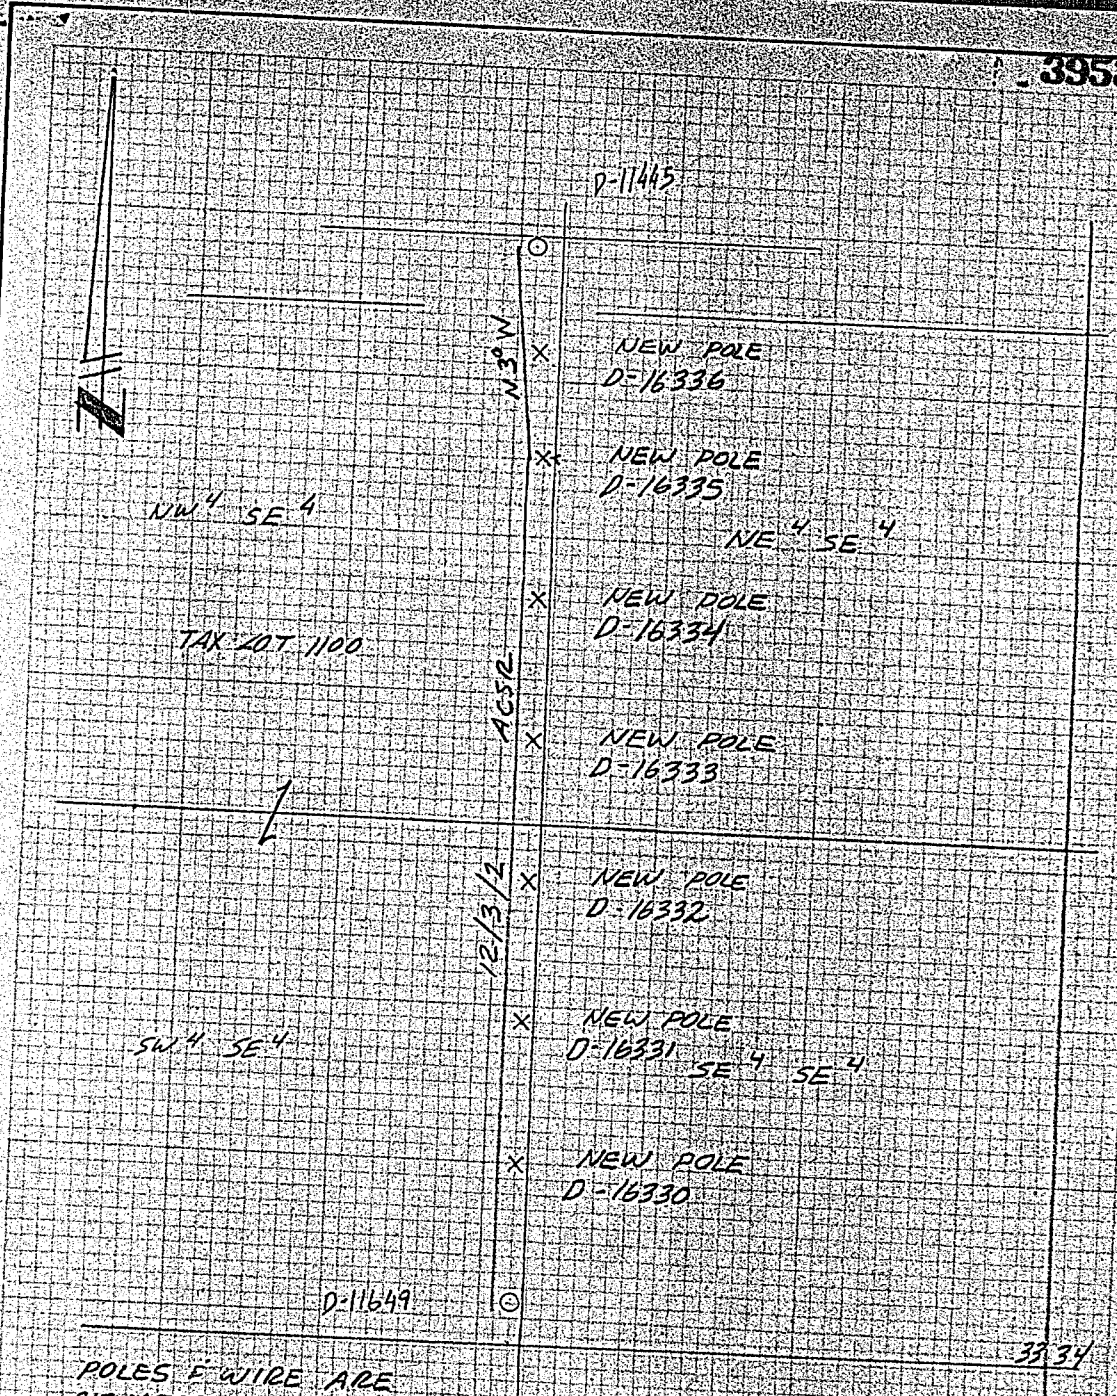 395
D-11445
N 3° W
NEW POLE
D-16336
NEW POLE
D-16335
NW 4 SE 4
NE 4 SE 4
NEW POLE
D-16334
TAX LOT 1100
ACSR
NEW POLE
D-16333
1
12/3/2
NEW POLE
D-16332
NEW POLE
D-16331
SW 4 SE 4
SE 4 SE 4
NEW POLE
D-16330
D-11649
33 34
POLES & WIRE ARE